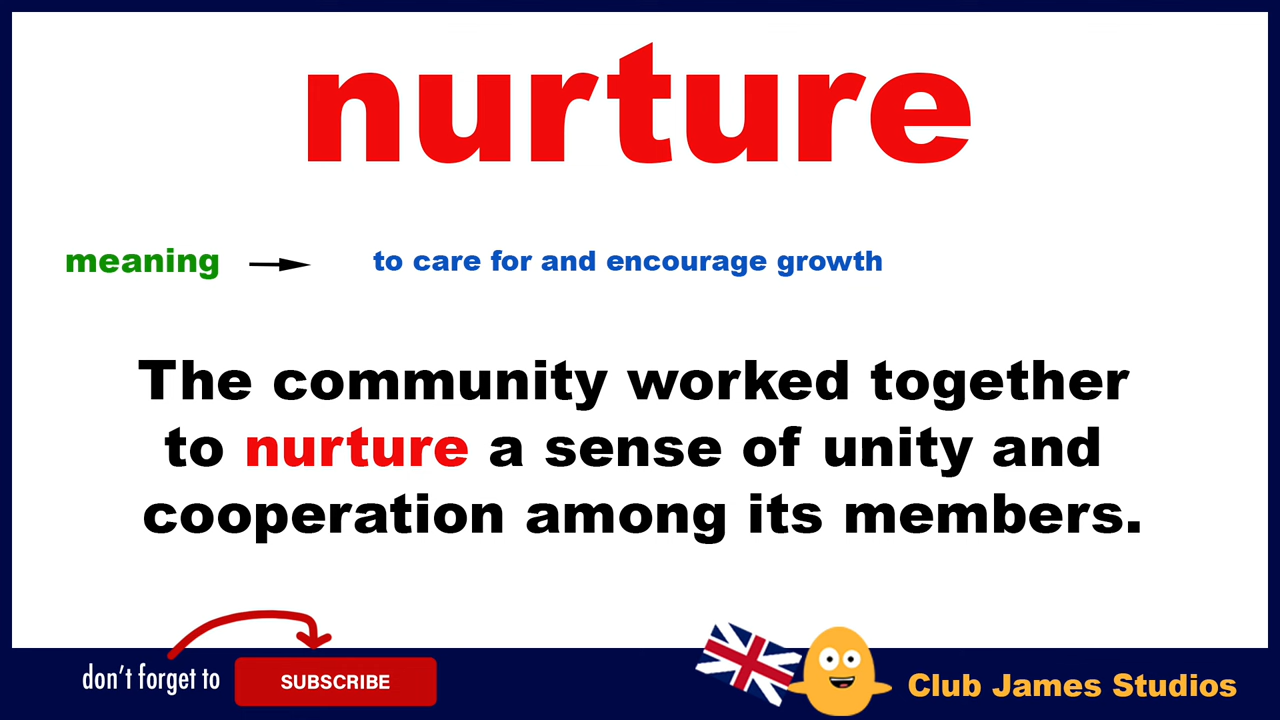 nurture
meaning
to care for and encourage growth
The community worked together
to nurture a sense of unity and
cooperation among its members.
don't forget to
SUBSCRIBE
Club James Studios